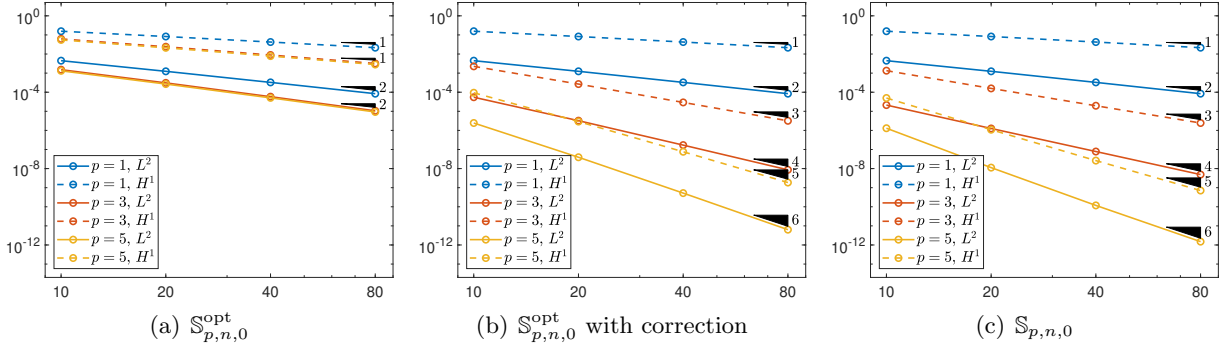 10^0
10^-4
10^-8
10^-12
10 20 40 80
1
1
2
2
p = 1, L^2
p = 1, H^1
p = 3, L^2
p = 3, H^1
p = 5, L^2
p = 5, H^1
(a) 𝕊^opt_{p,n,0}
10^0
10^-4
10^-8
10^-12
10 20 40 80
1
2
3
4
5
6
p = 1, L^2
p = 1, H^1
p = 3, L^2
p = 3, H^1
p = 5, L^2
p = 5, H^1
(b) 𝕊^opt_{p,n,0} with correction
10^0
10^-4
10^-8
10^-12
10 20 40 80
1
2
3
4
5
6
p = 1, L^2
p = 1, H^1
p = 3, L^2
p = 3, H^1
p = 5, L^2
p = 5, H^1
(c) 𝕊_{p,n,0}